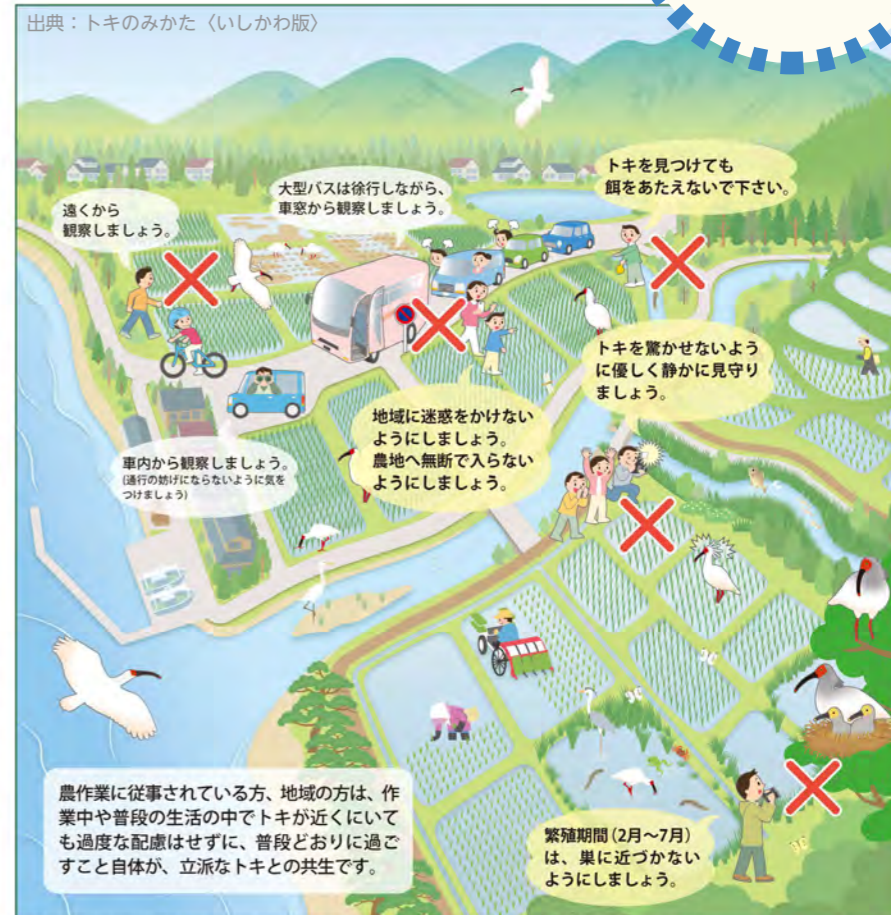 出典：トキのみかた〈いしかわ版〉
トキを見つけても
餌をあたえないで下さい。
大型バスは徐行しながら、
車窓から観察しましょう。
遠くから
観察しましょう。
トキを驚かせないよう
に優しく静かに見守り
ましょう。
地域に迷惑をかけない
ようにしましょう。
農地へ無断で入らない
ようにしましょう。
車内から観察しましょう。
(通行の妨げにならないように気を
つけましょう)
農作業に従事されている方、地域の方は、作
業中や普段の生活の中でトキが近くにいて
も過度な配慮はせずに、普段どおりに過ご
すこと自体が、立派なトキとの共生です。
繁殖期間(2月～7月)
は、巣に近づかない
ようにしましょう。